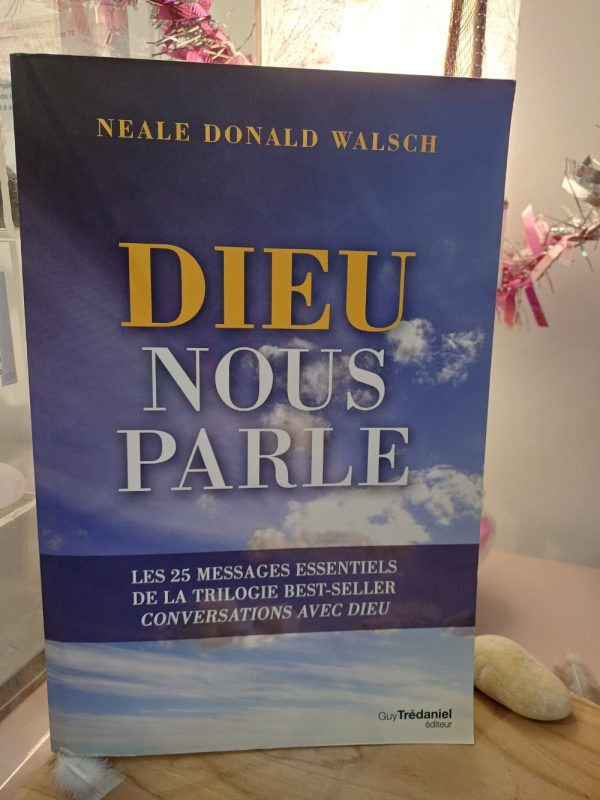 NEALE DONALD WALSCH
DIEU
NOUS
PARLE
LES 25 MESSAGES ESSENTIELS
DE LA TRILOGIE BEST-SELLER
CONVERSATIONS AVEC DIEU
Guy Trédaniel
éditeur